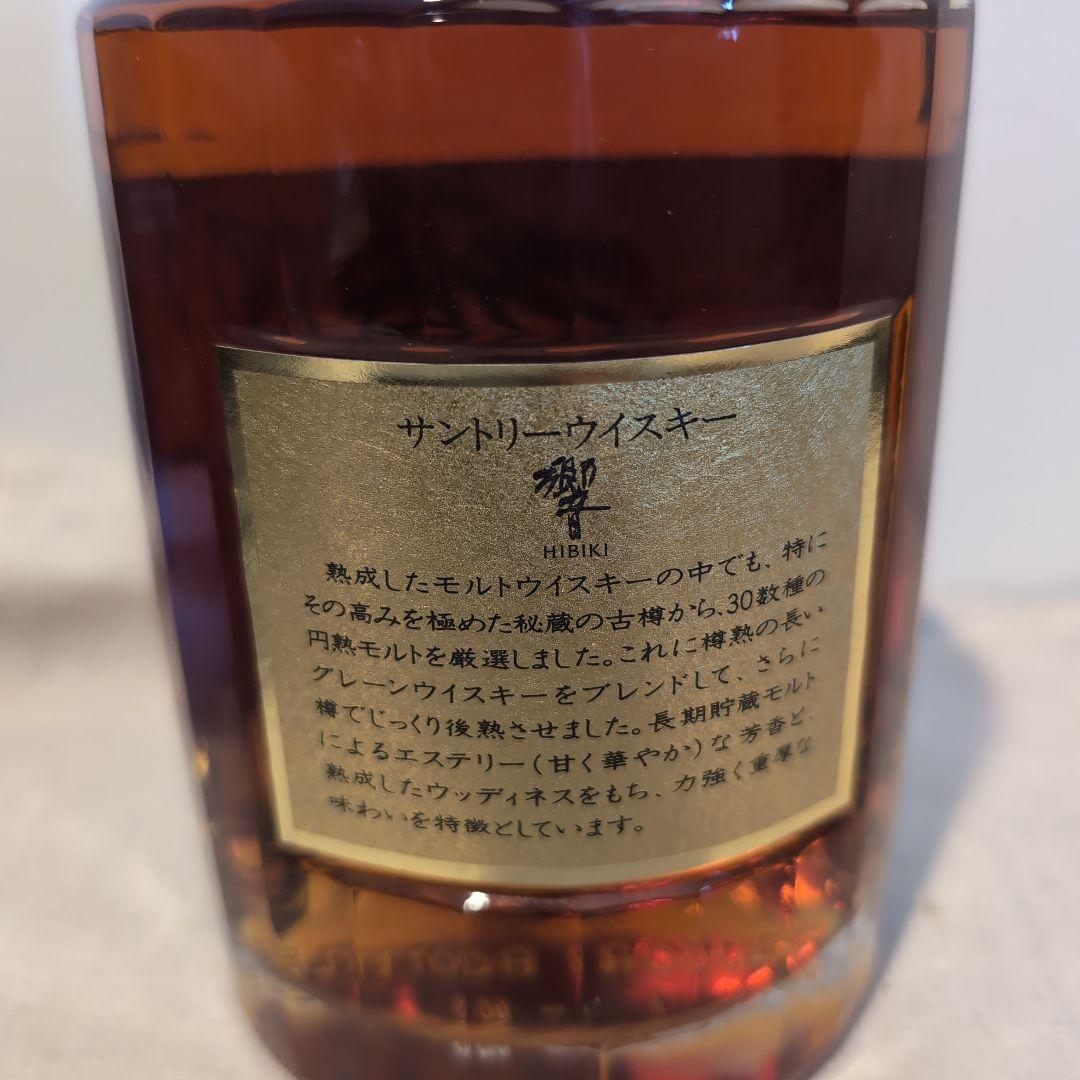 サントリーウイスキー
響
HIBIKI
熟成したモルトウイスキーの中でも、特に
その高みを極めた秘蔵の古樽から、30数種の
円熟モルトを厳選しました。これに樽熟の長い
グレーンウイスキーをブレンドして、さらに
樽でじっくり後熟させました。長期貯蔵モルト
によるエステリー(甘く華やか)な芳香と、
熟成したウッディネスをもち、力強く重厚な
味わいを特徴としています。